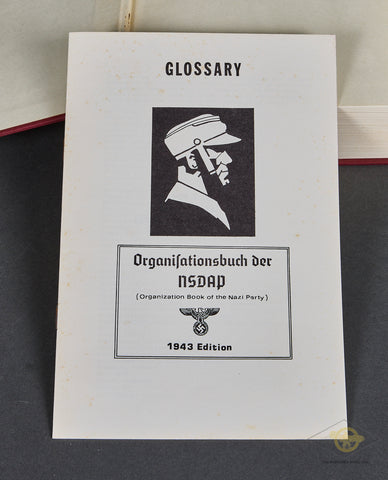 GLOSSARY
Organiſationsbuch der
NSDAP
(Organization Book of the Nazi Party)
1943 Edition